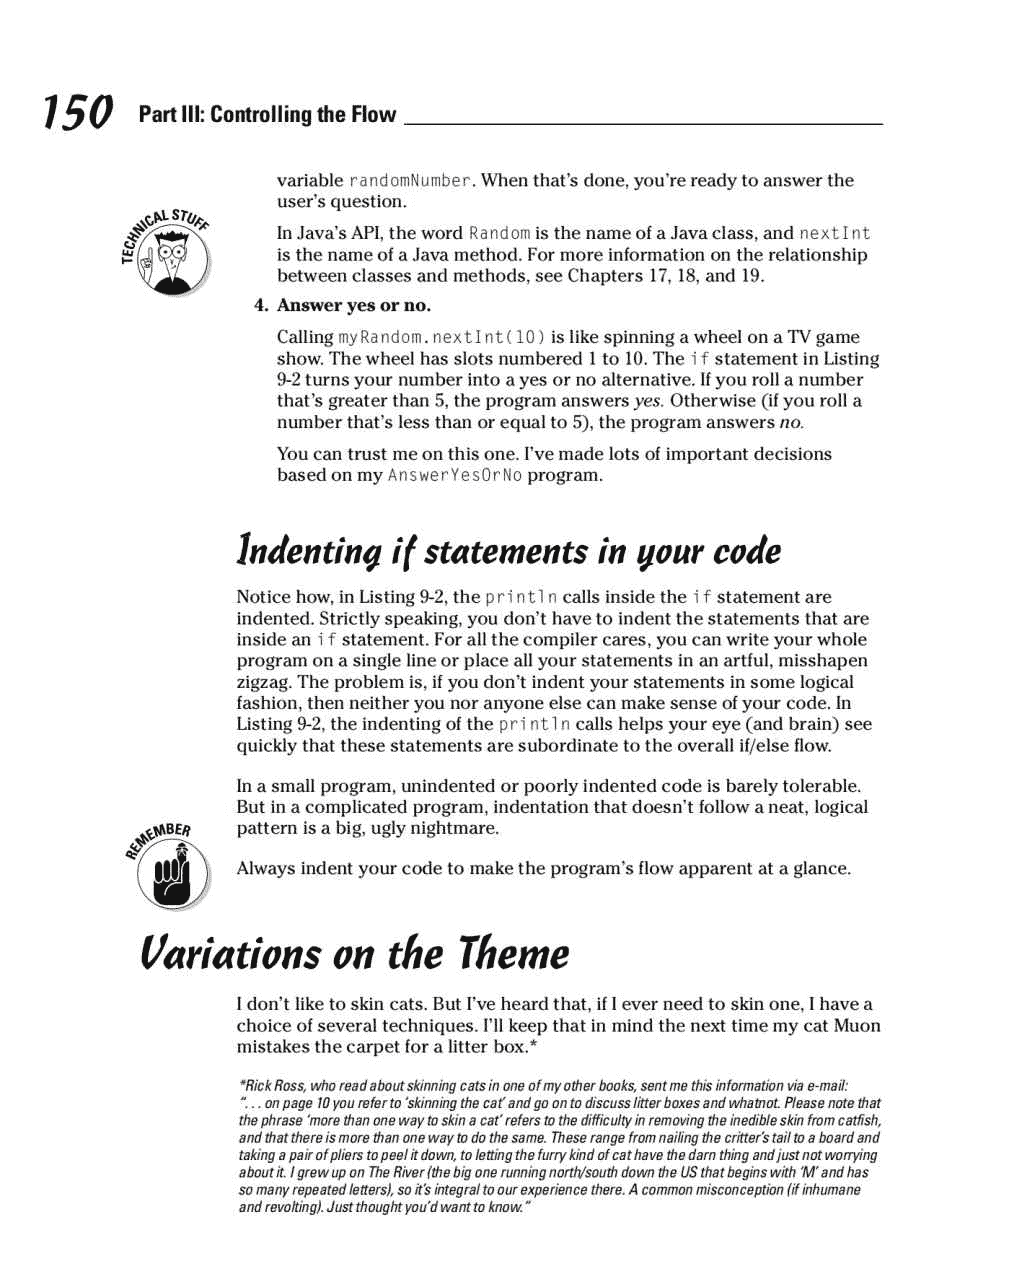 150 Part III: Controlling the Flow
variable randomNumber. When that’s done, you’re ready to answer the
user’s question.
TECHNICAL STUFF
In Java’s API, the word Random is the name of a Java class, and nextInt
is the name of a Java method. For more information on the relationship
between classes and methods, see Chapters 17, 18, and 19.
4. Answer yes or no.
Calling myRandom.nextInt(10) is like spinning a wheel on a TV game
show. The wheel has slots numbered 1 to 10. The if statement in Listing
9-2 turns your number into a yes or no alternative. If you roll a number
that’s greater than 5, the program answers yes. Otherwise (if you roll a
number that’s less than or equal to 5), the program answers no.
You can trust me on this one. I’ve made lots of important decisions
based on my AnswerYesOrNo program.
Indenting if statements in your code
Notice how, in Listing 9-2, the println calls inside the if statement are
indented. Strictly speaking, you don’t have to indent the statements that are
inside an if statement. For all the compiler cares, you can write your whole
program on a single line or place all your statements in an artful, misshapen
zigzag. The problem is, if you don’t indent your statements in some logical
fashion, then neither you nor anyone else can make sense of your code. In
Listing 9-2, the indenting of the println calls helps your eye (and brain) see
quickly that these statements are subordinate to the overall if/else flow.
In a small program, unindented or poorly indented code is barely tolerable.
But in a complicated program, indentation that doesn’t follow a neat, logical
pattern is a big, ugly nightmare.
REMEMBER
Always indent your code to make the program’s flow apparent at a glance.
Variations on the Theme
I don’t like to skin cats. But I’ve heard that, if I ever need to skin one, I have a
choice of several techniques. I’ll keep that in mind the next time my cat Muon
mistakes the carpet for a litter box.*
*Rick Ross, who read about skinning cats in one of my other books, sent me this information via e-mail:
“. . . on page 10 you refer to ‘skinning the cat’ and go on to discuss litter boxes and whatnot. Please note that
the phrase ‘more than one way to skin a cat’ refers to the difficulty in removing the inedible skin from catfish,
and that there is more than one way to do the same. These range from nailing the critter’s tail to a board and
taking a pair of pliers to peel it down, to letting the furry kind of cat have the darn thing and just not worrying
about it. I grew up on The River (the big one running north/south down the US that begins with ‘M’ and has
so many repeated letters), so it’s integral to our experience there. A common misconception (if inhumane
and revolting). Just thought you’d want to know.”